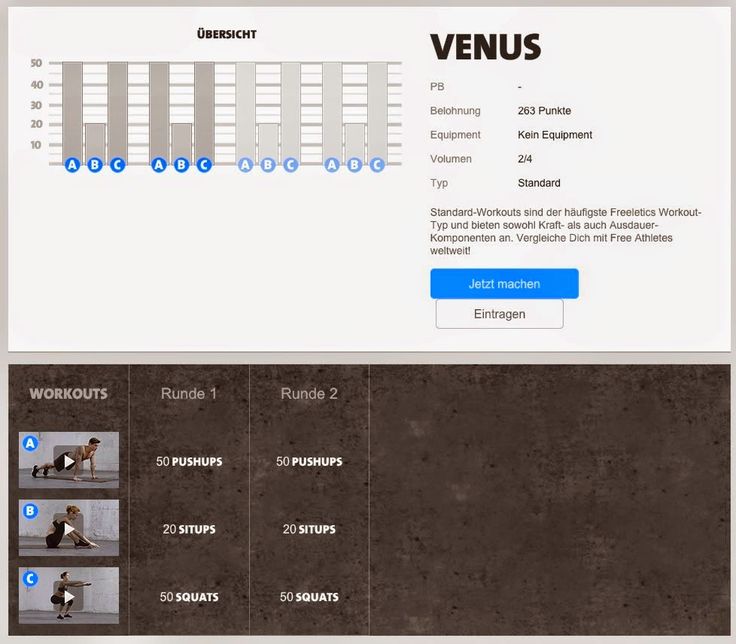 ÜBERSICHT
50
40
30
20
10
A B C A B C A B C A B C
VENUS
PB -
Belohnung 263 Punkte
Equipment Kein Equipment
Volumen 2/4
Typ Standard
Standard-Workouts sind der häufigste Freeletics Workout-
Typ und bieten sowohl Kraft- als auch Ausdauer-
Komponenten an. Vergleiche Dich mit Free Athletes
weltweit!
Jetzt machen
Eintragen
WORKOUTS Runde 1 Runde 2
A 50 PUSHUPS 50 PUSHUPS
B 20 SITUPS 20 SITUPS
C 50 SQUATS 50 SQUATS